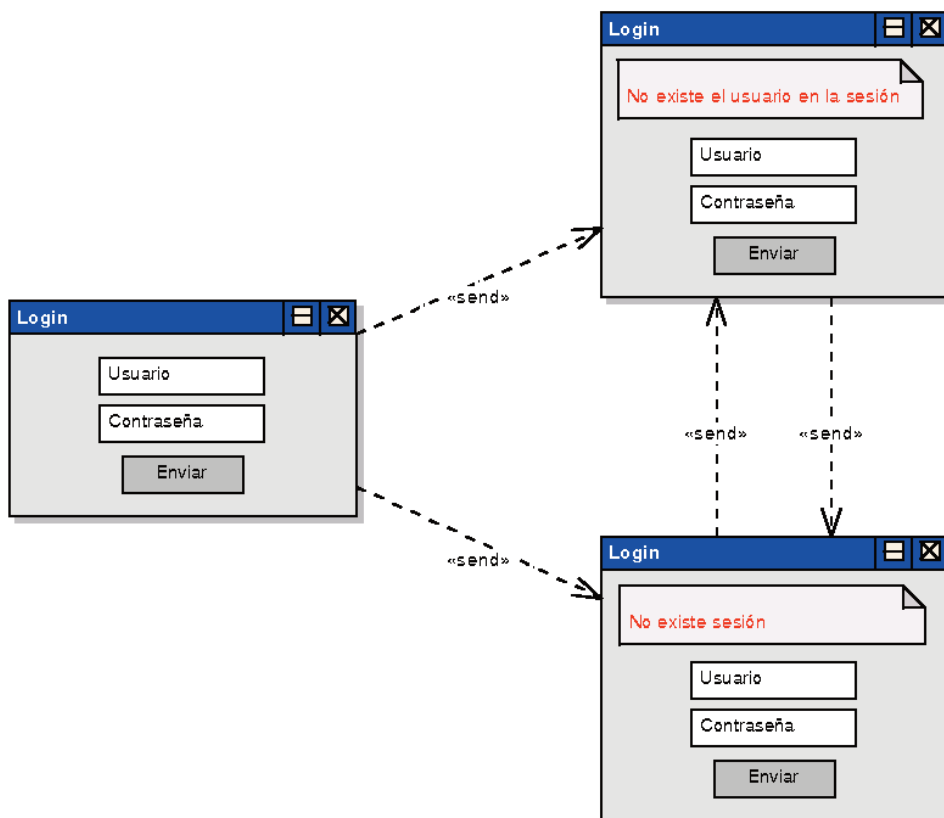 Login
No existe el usuario en la sesión
Usuario
Contraseña
Enviar
«send»
Login
Usuario
Contraseña
Enviar
«send» «send»
«send»
Login
No existe sesión
Usuario
Contraseña
Enviar